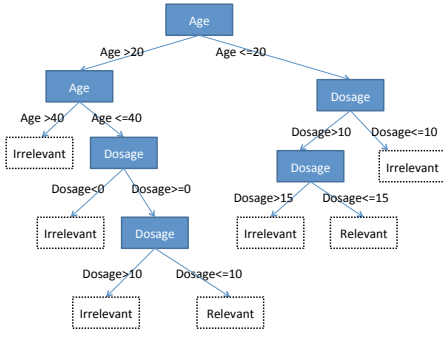 Age
Age >20
Age <=20
Age
Dosage
Age >40
Age <=40
Dosage>10
Dosage<=10
Irrelevant
Dosage
Dosage
Irrelevant
Dosage<0
Dosage>=0
Dosage>15
Dosage<=15
Irrelevant
Dosage
Irrelevant
Relevant
Dosage>10
Dosage<=10
Irrelevant
Relevant